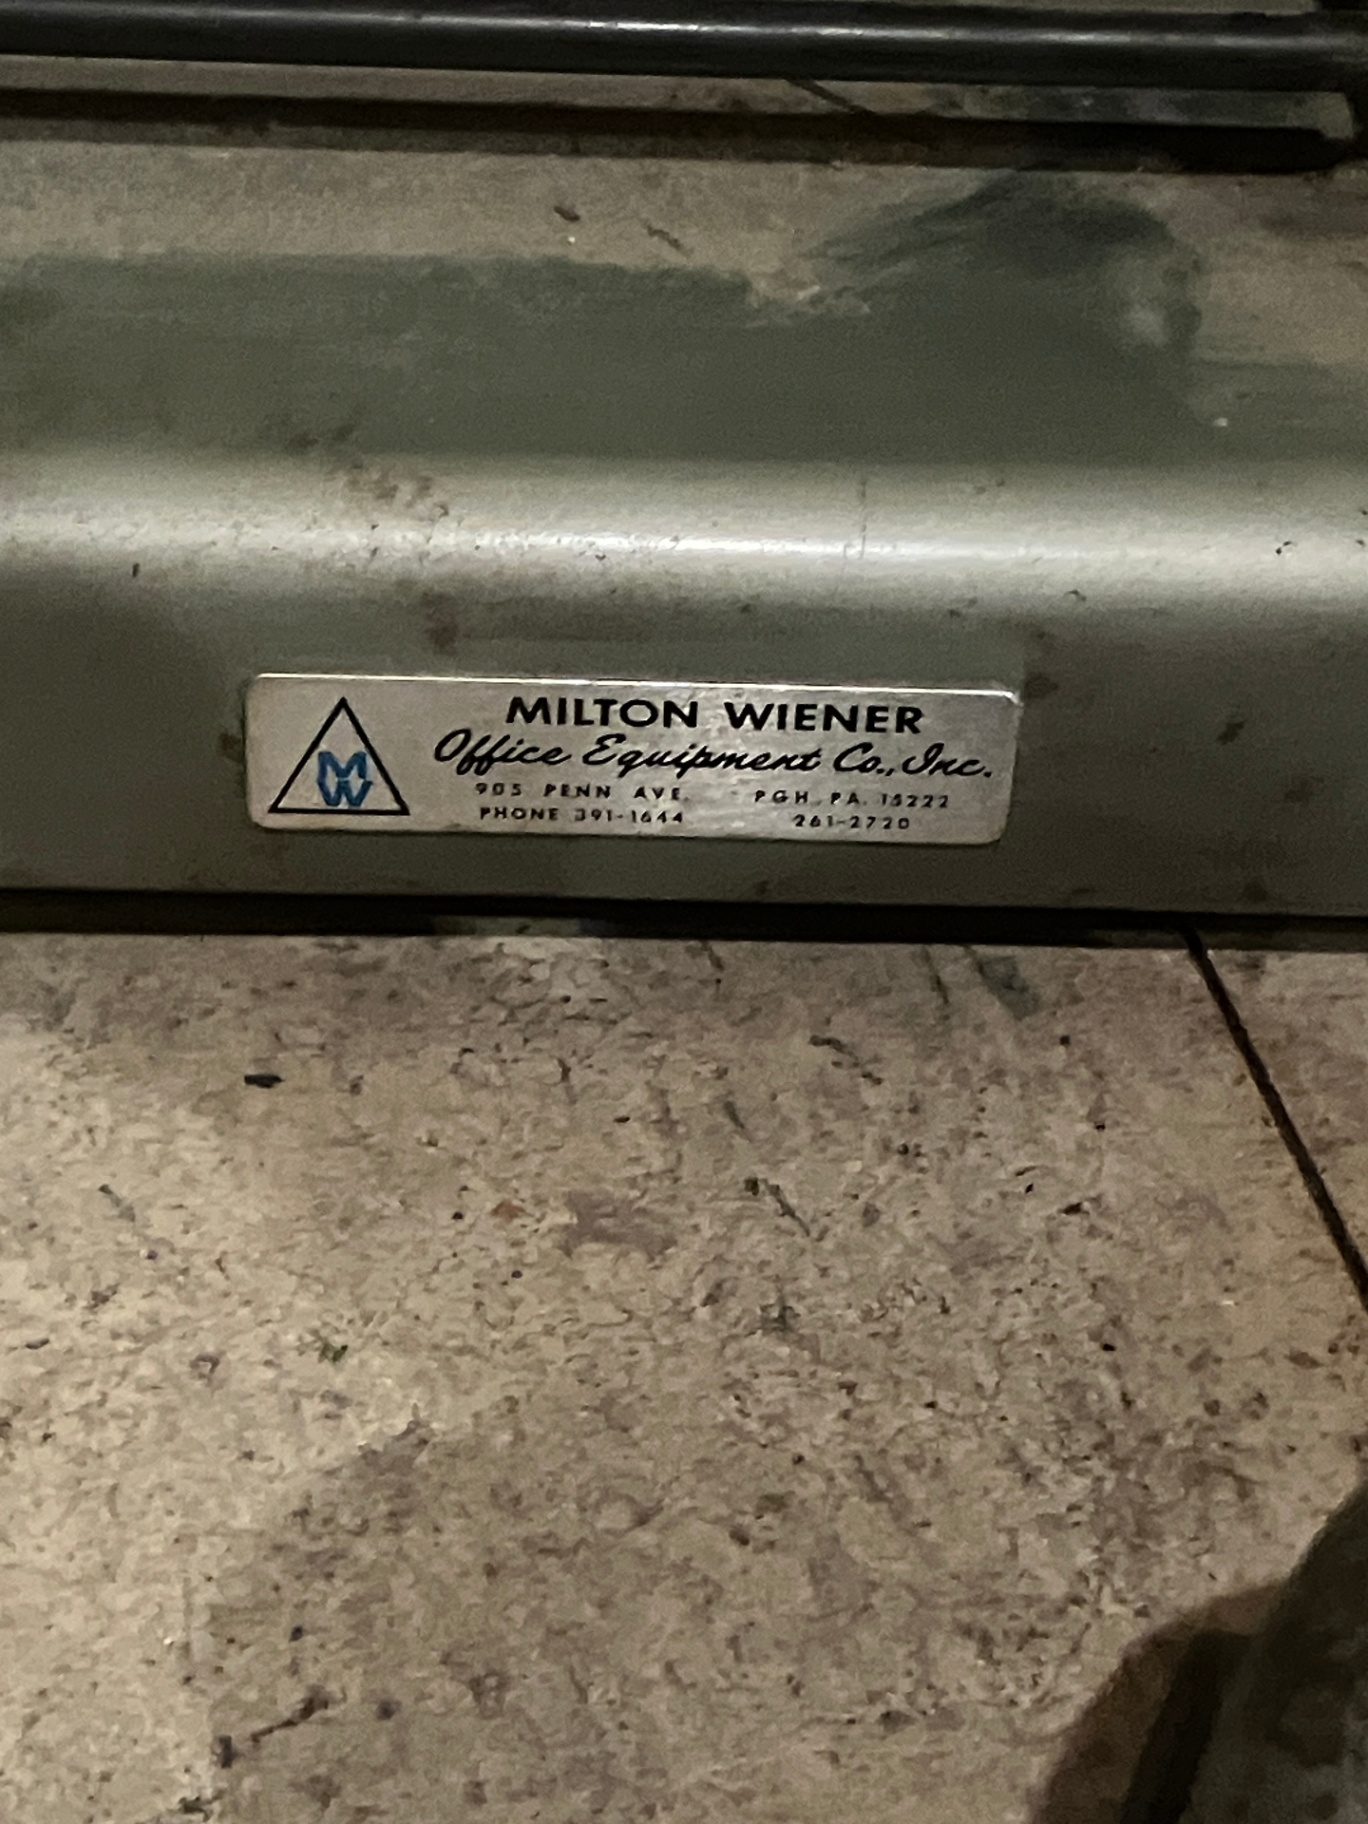 MILTON WIENER
MW
Office Equipment Co., Inc.
905 PENN AVE. PGH. PA. 15222
PHONE 391-1644 261-2720